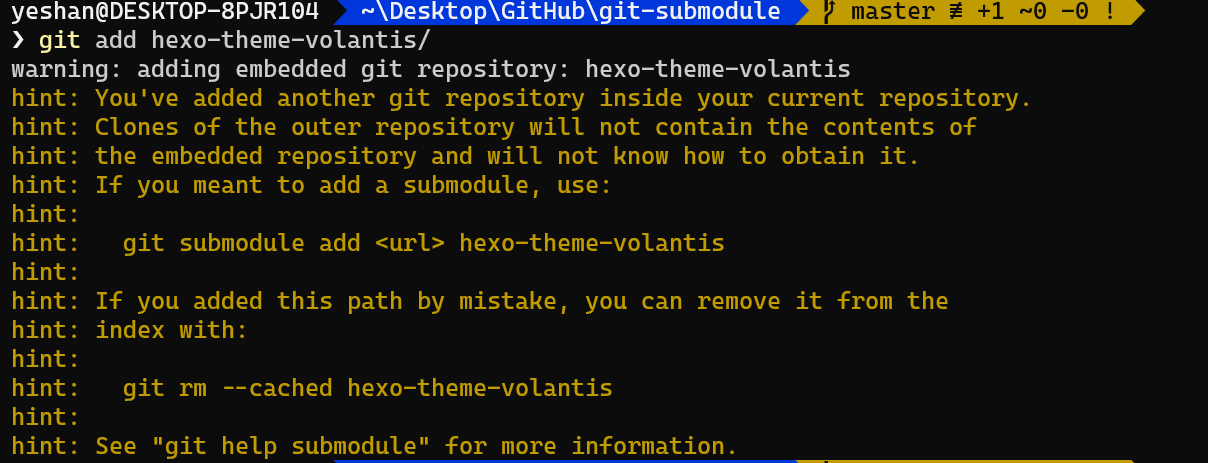 yeshan@DESKTOP-8PJR104 ~\Desktop\GitHub\git-submodule master ≢ +1 ~0 -0 !
❯ git add hexo-theme-volantis/
warning: adding embedded git repository: hexo-theme-volantis
hint: You've added another git repository inside your current repository.
hint: Clones of the outer repository will not contain the contents of
hint: the embedded repository and will not know how to obtain it.
hint: If you meant to add a submodule, use:
hint:
hint:   git submodule add <url> hexo-theme-volantis
hint:
hint: If you added this path by mistake, you can remove it from the
hint: index with:
hint:
hint:   git rm --cached hexo-theme-volantis
hint:
hint: See "git help submodule" for more information.